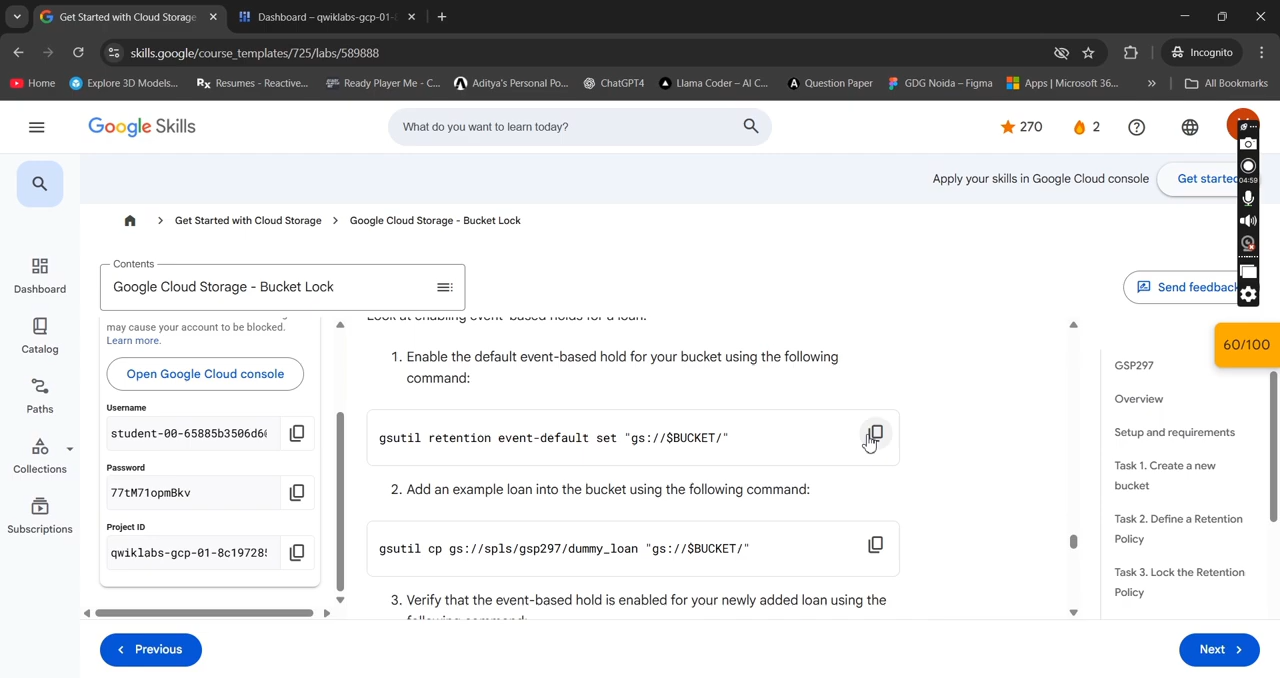 Get Started with Cloud Storage
Dashboard – qwiklabs-gcp-01-
skills.google/course_templates/725/labs/589888
Incognito
Home
Explore 3D Models...
Rx Resumes - Reactive...
Ready Player Me - C...
Aditya's Personal Po...
ChatGPT4
Llama Coder – AI C...
Question Paper
GDG Noida – Figma
Apps | Microsoft 36...
»
All Bookmarks
Google Skills
What do you want to learn today?
270
2
Apply your skills in Google Cloud console
Get started
04:59
Get Started with Cloud Storage > Google Cloud Storage - Bucket Lock
Contents
Google Cloud Storage - Bucket Lock
Send feedback
Dashboard
Catalog
Paths
Collections
Subscriptions
may cause your account to be blocked.
Learn more.
Open Google Cloud console
Username
student-00-65885b3506d6
Password
77tM71opmBkv
Project ID
qwiklabs-gcp-01-8c19728
Look at enabling event-based holds for a loan.
1. Enable the default event-based hold for your bucket using the following
command:
gsutil retention event-default set "gs://$BUCKET/"
2. Add an example loan into the bucket using the following command:
gsutil cp gs://spls/gsp297/dummy_loan "gs://$BUCKET/"
3. Verify that the event-based hold is enabled for your newly added loan using the
following command:
60/100
GSP297
Overview
Setup and requirements
Task 1. Create a new
bucket
Task 2. Define a Retention
Policy
Task 3. Lock the Retention
Policy
Previous
Next